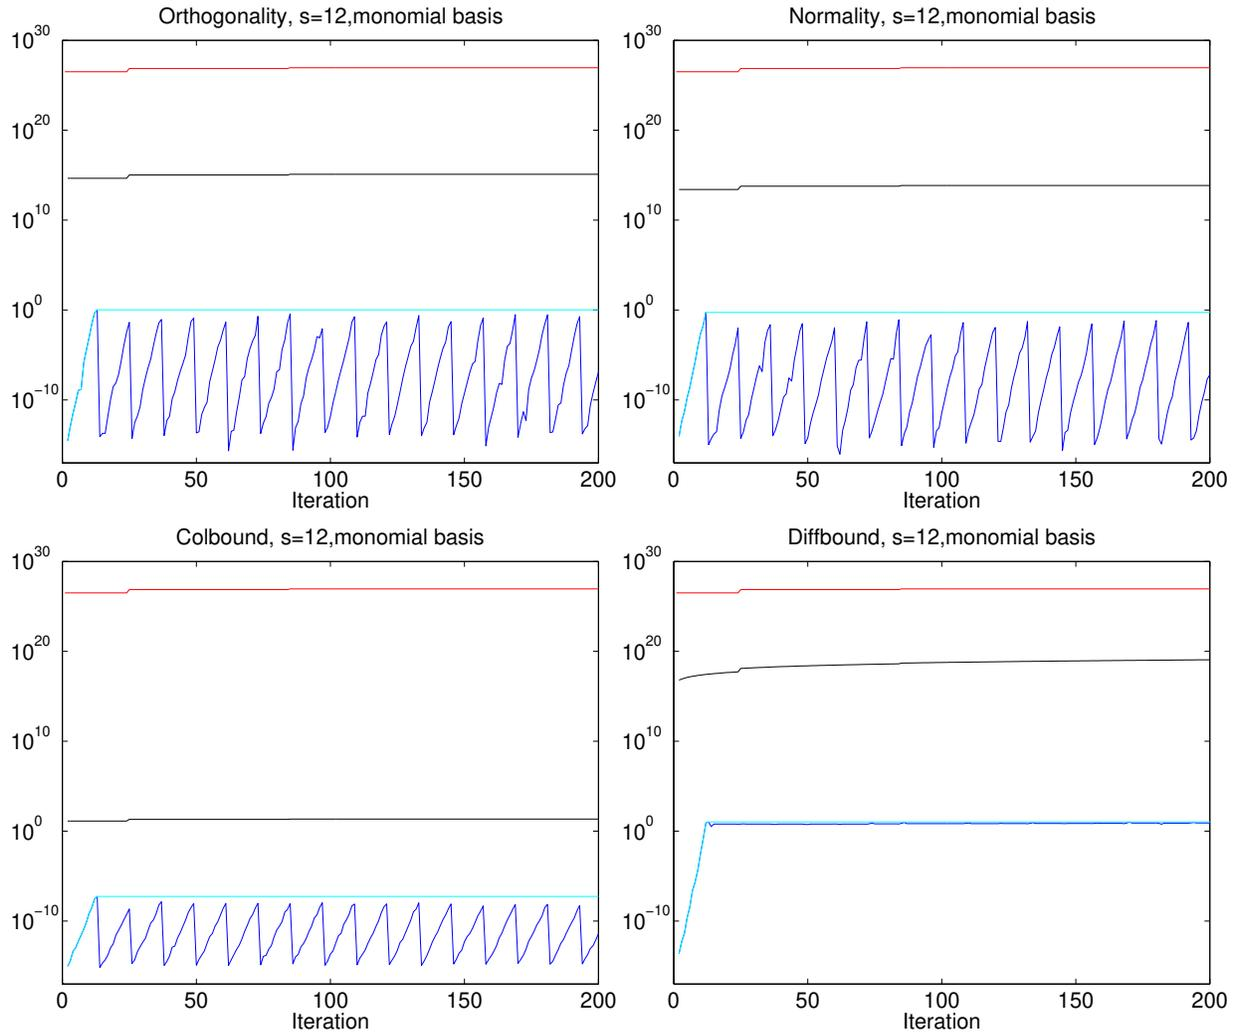 Orthogonality, s=12,monomial basis
10^30
10^20
10^10
10^0
10^−10
0 50 100 150 200
Iteration
Normality, s=12,monomial basis
10^30
10^20
10^10
10^0
10^−10
0 50 100 150 200
Iteration
Colbound, s=12,monomial basis
10^30
10^20
10^10
10^0
10^−10
0 50 100 150 200
Iteration
Diffbound, s=12,monomial basis
10^30
10^20
10^10
10^0
10^−10
0 50 100 150 200
Iteration